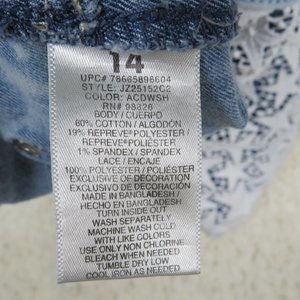 14
UPC# 78665896604
STYLE: JZ25152C2
COLOR: ACDWSH
RN# 98826
BODY / CUERPO
80% COTTON / ALGODÓN
19% REPREVE® POLYESTER /
REPREVE® POLIÉSTER
1% SPANDEX / SPANDEX
LACE / ENCAJE
100% POLYESTER / POLIÉSTER
EXCLUSIVE OF DECORATION
EXCLUSIVO DE DECORACIÓN
MADE IN BANGLADESH /
HECHO EN BANGLADESH
TURN INSIDE OUT
WASH SEPARATELY
MACHINE WASH COLD
WITH LIKE COLORS
USE ONLY NON CHLORINE
BLEACH WHEN NEEDED
TUMBLE DRY LOW
COOL IRON AS NEEDED